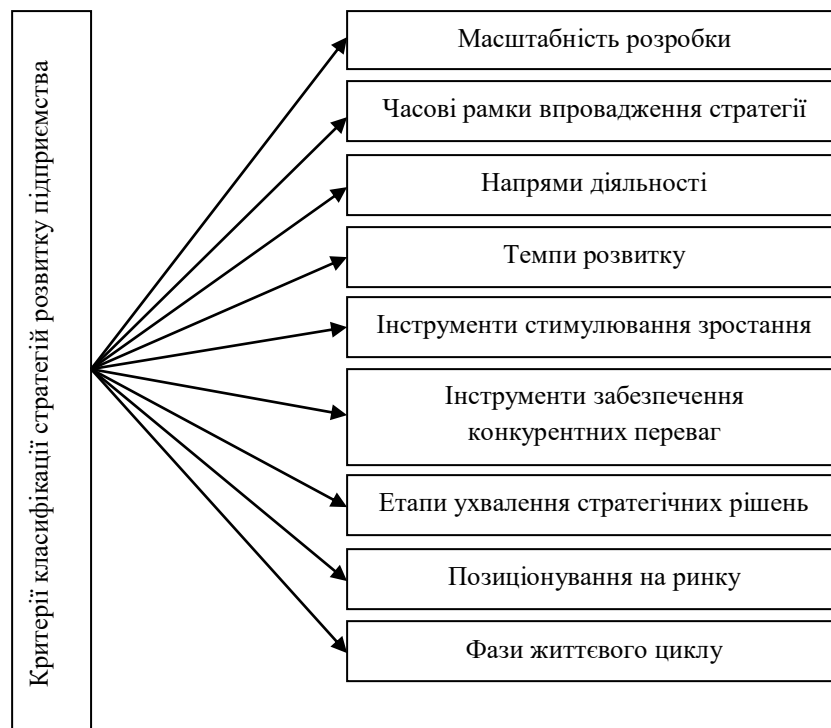 Критерії класифікації стратегій розвитку підприємства
Масштабність розробки
Часові рамки впровадження стратегії
Напрями діяльності
Темпи розвитку
Інструменти стимулювання зростання
Інструменти забезпечення
конкурентних переваг
Етапи ухвалення стратегічних рішень
Позиціонування на ринку
Фази життєвого циклу